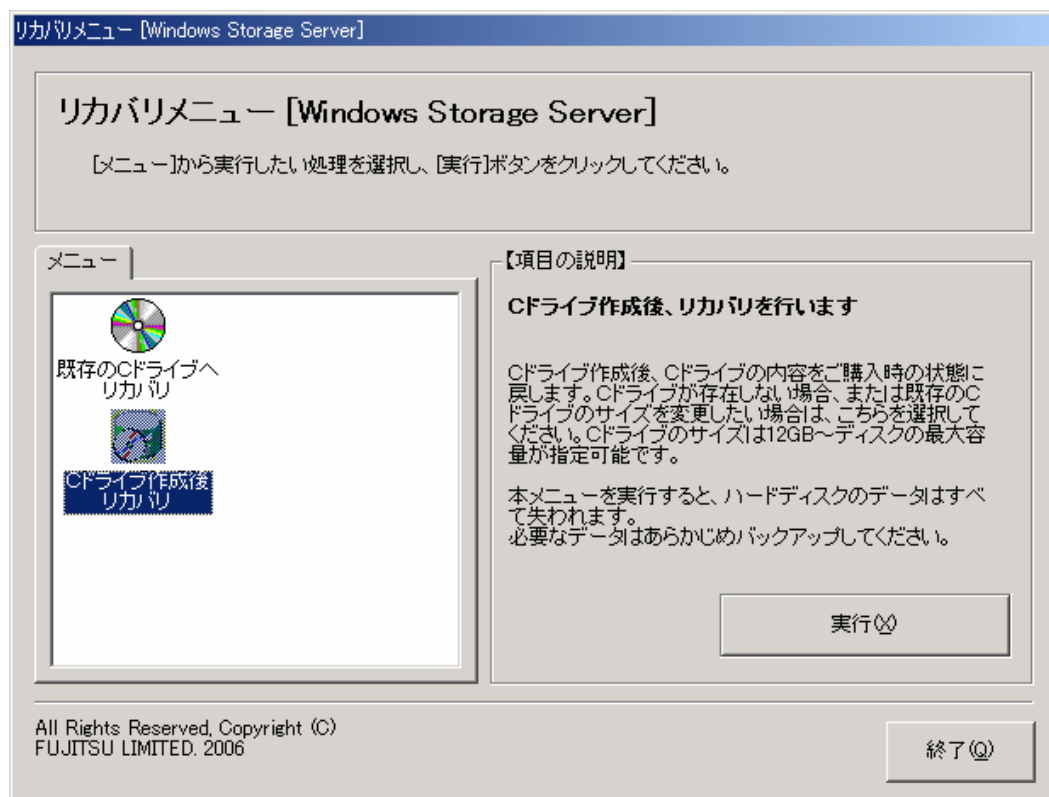 リカバリメニュー [Windows Storage Server]
リカバリメニュー [Windows Storage Server]
[メニュー]から実行したい処理を選択し、[実行]ボタンをクリックしてください。
メニュー
既存のCドライブへ
リカバリ
Cドライブ作成後
リカバリ
【項目の説明】
Cドライブ作成後、リカバリを行います
Cドライブ作成後、Cドライブの内容をご購入時の状態に
戻します。Cドライブが存在しない場合、または既存のC
ドライブのサイズを変更したい場合は、こちらを選択して
ください。Cドライブのサイズは12GB～ディスクの最大容
量が指定可能です。
本メニューを実行すると、ハードディスクのデータはすべ
て失われます。
必要なデータはあらかじめバックアップしてください。
実行(X)
All Rights Reserved, Copyright (C)
FUJITSU LIMITED. 2006
終了(Q)